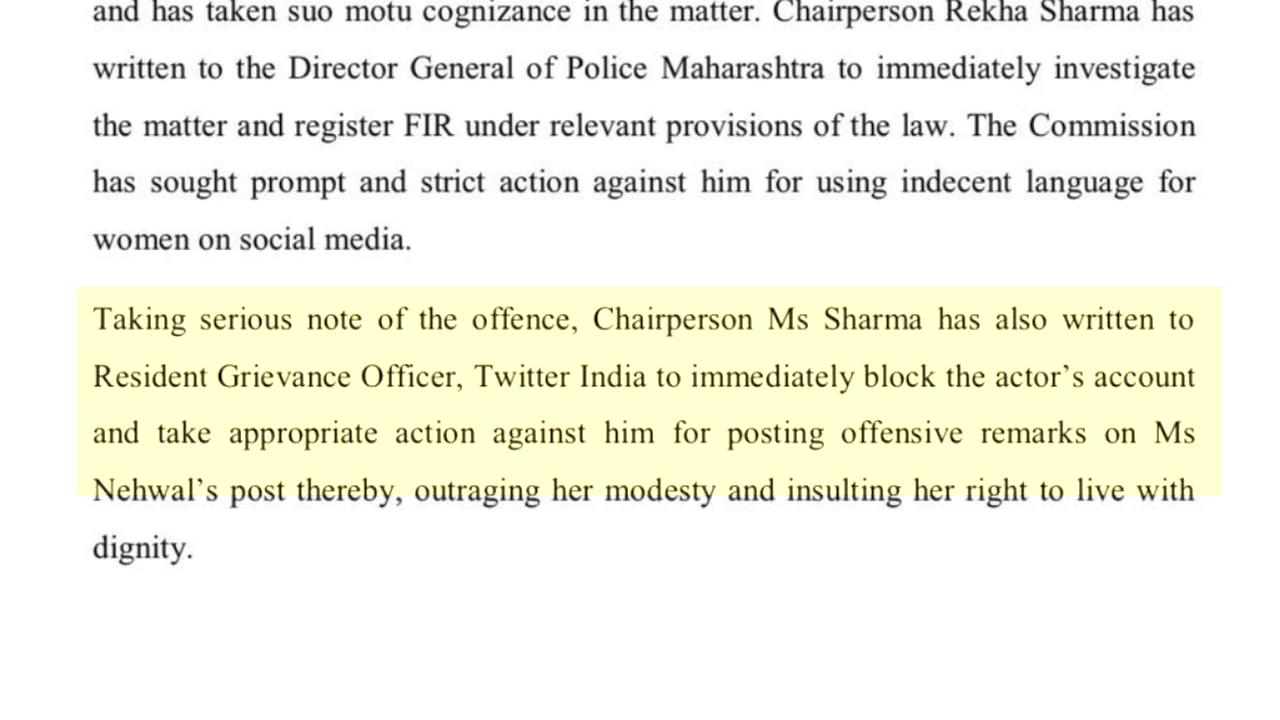 and has taken suo motu cognizance in the matter. Chairperson Rekha Sharma has
written to the Director General of Police Maharashtra to immediately investigate
the matter and register FIR under relevant provisions of the law. The Commission
has sought prompt and strict action against him for using indecent language for
women on social media.
Taking serious note of the offence, Chairperson Ms Sharma has also written to
Resident Grievance Officer, Twitter India to immediately block the actor’s account
and take appropriate action against him for posting offensive remarks on Ms
Nehwal’s post thereby, outraging her modesty and insulting her right to live with
dignity.